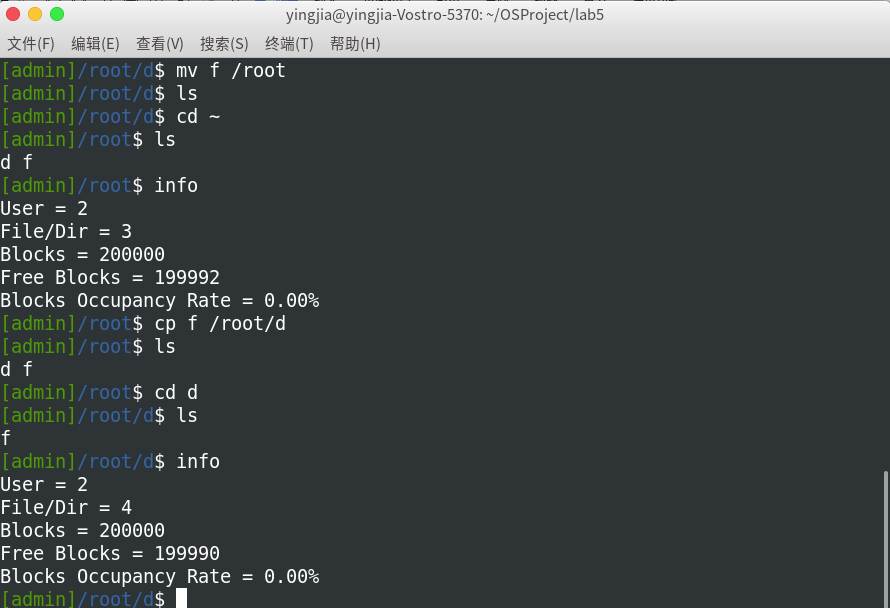 yingjia@yingjia-Vostro-5370: ~/OSProject/lab5
文件(F) 编辑(E) 查看(V) 搜索(S) 终端(T) 帮助(H)
[admin]/root/d$ mv f /root
[admin]/root/d$ ls
[admin]/root/d$ cd ~
[admin]/root$ ls
d f
[admin]/root$ info
User = 2
File/Dir = 3
Blocks = 200000
Free Blocks = 199992
Blocks Occupancy Rate = 0.00%
[admin]/root$ cp f /root/d
[admin]/root$ ls
d f
[admin]/root$ cd d
[admin]/root/d$ ls
f
[admin]/root/d$ info
User = 2
File/Dir = 4
Blocks = 200000
Free Blocks = 199990
Blocks Occupancy Rate = 0.00%
[admin]/root/d$